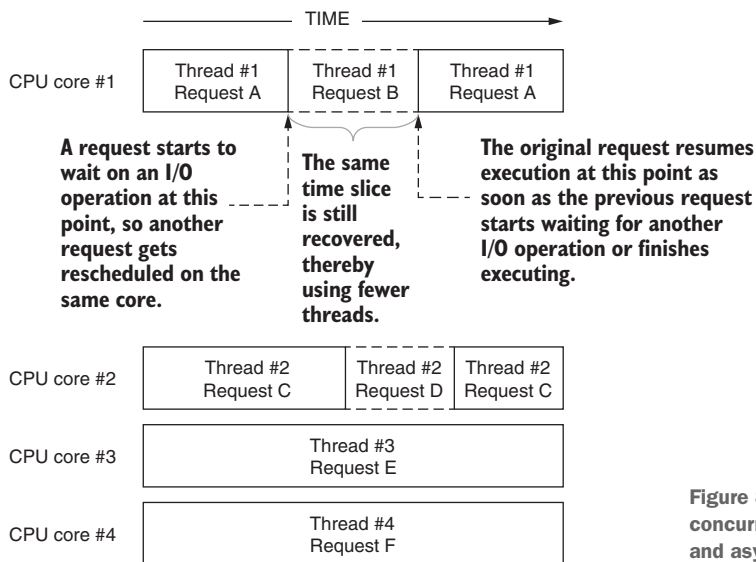 TIME
CPU core #1
Thread #1
Request A
Thread #1
Request B
Thread #1
Request A
A request starts to
wait on an I/O
operation at this
point, so another
request gets
rescheduled on the
same core.
The same
time slice
is still
recovered,
thereby
using fewer
threads.
The original request resumes
execution at this point as
soon as the previous request
starts waiting for another
I/O operation or finishes
executing.
CPU core #2
Thread #2
Request C
Thread #2
Request D
Thread #2
Request C
CPU core #3
Thread #3
Request E
CPU core #4
Thread #4
Request F
Figure